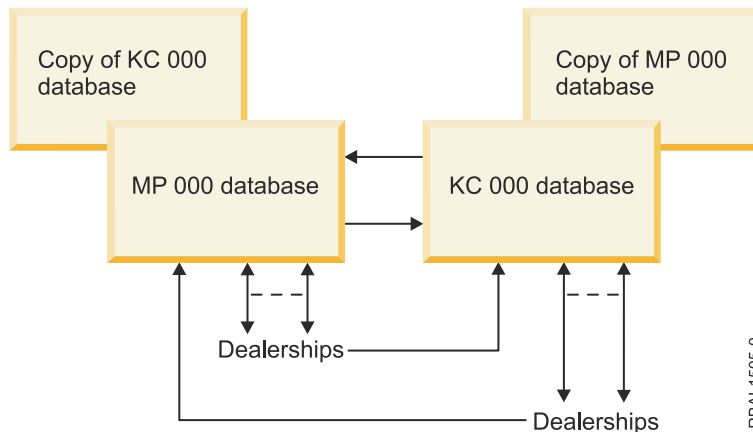 Copy of KC 000
database
Copy of MP 000
database
MP 000 database
KC 000 database
Dealerships
Dealerships